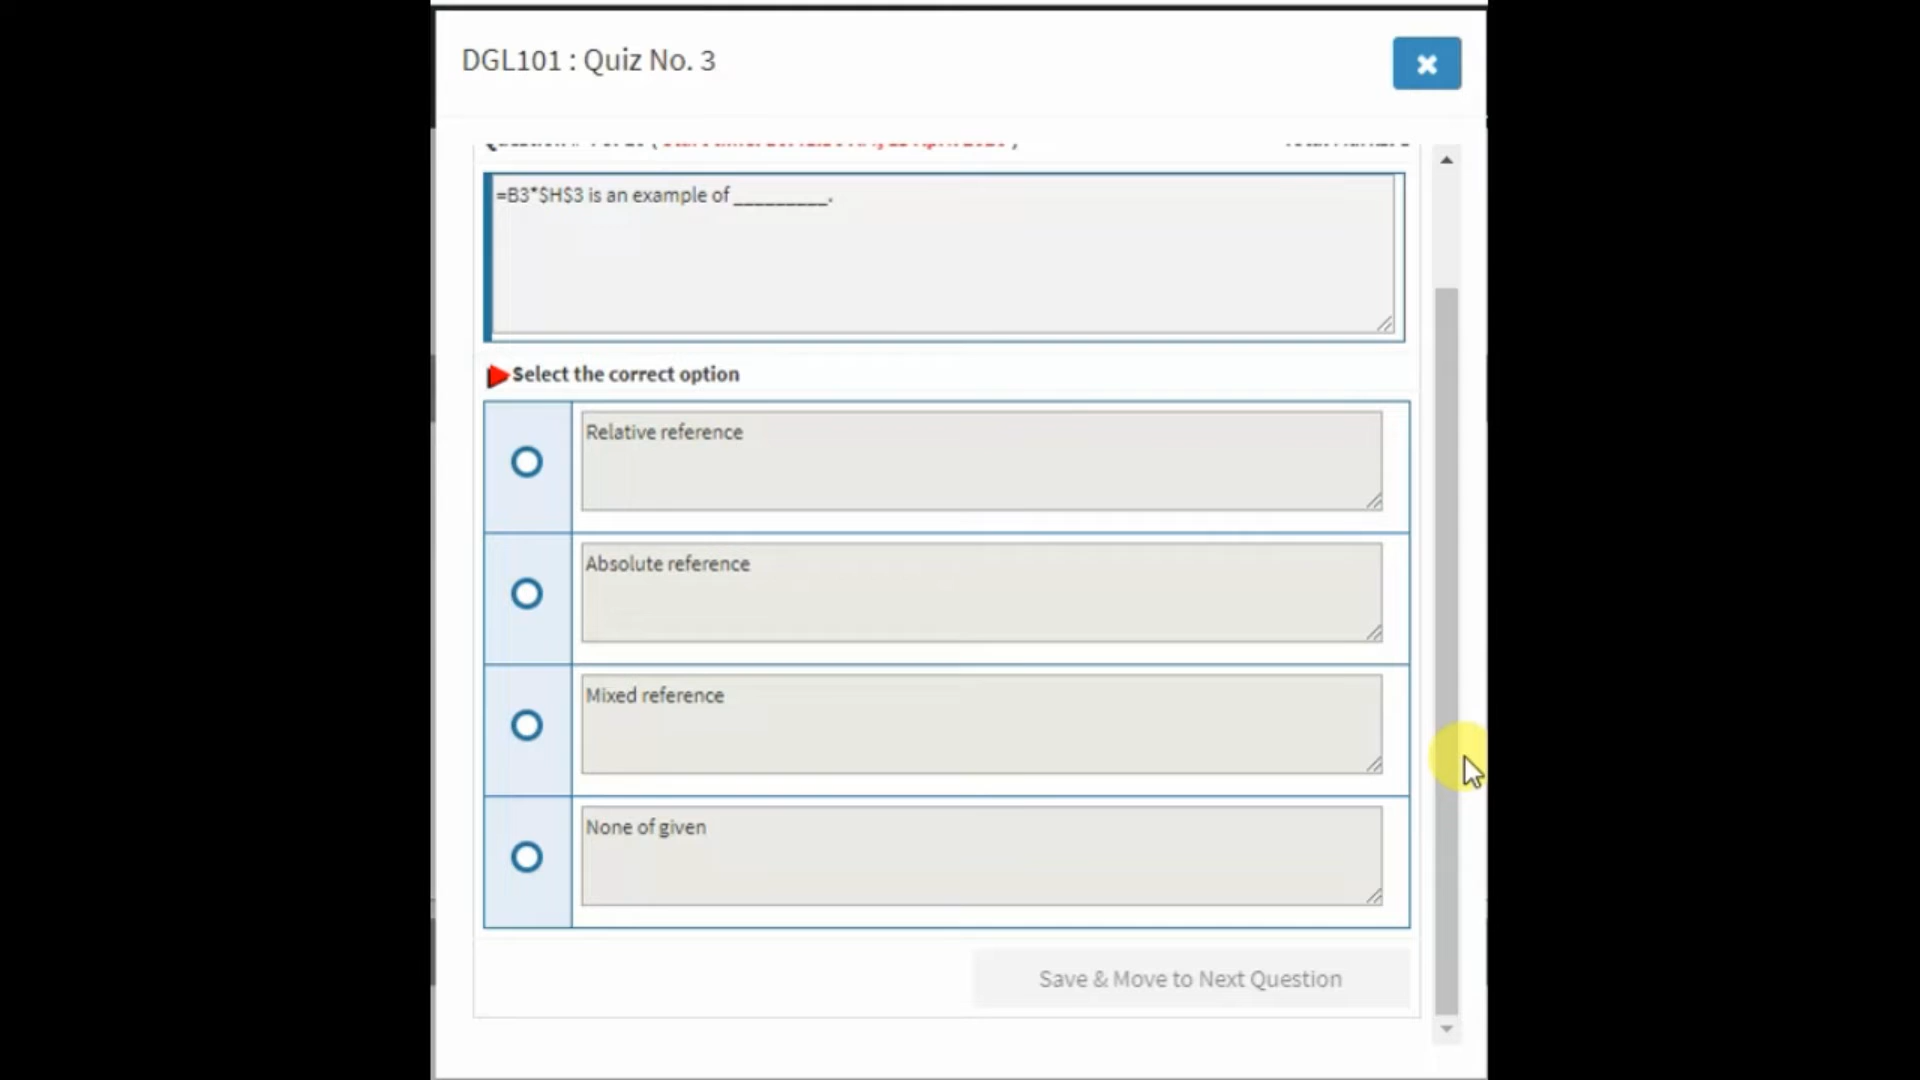 DGL101 : Quiz No. 3
=B3*$H$3 is an example of _________.
Select the correct option
Relative reference
Absolute reference
Mixed reference
None of given
Save & Move to Next Question